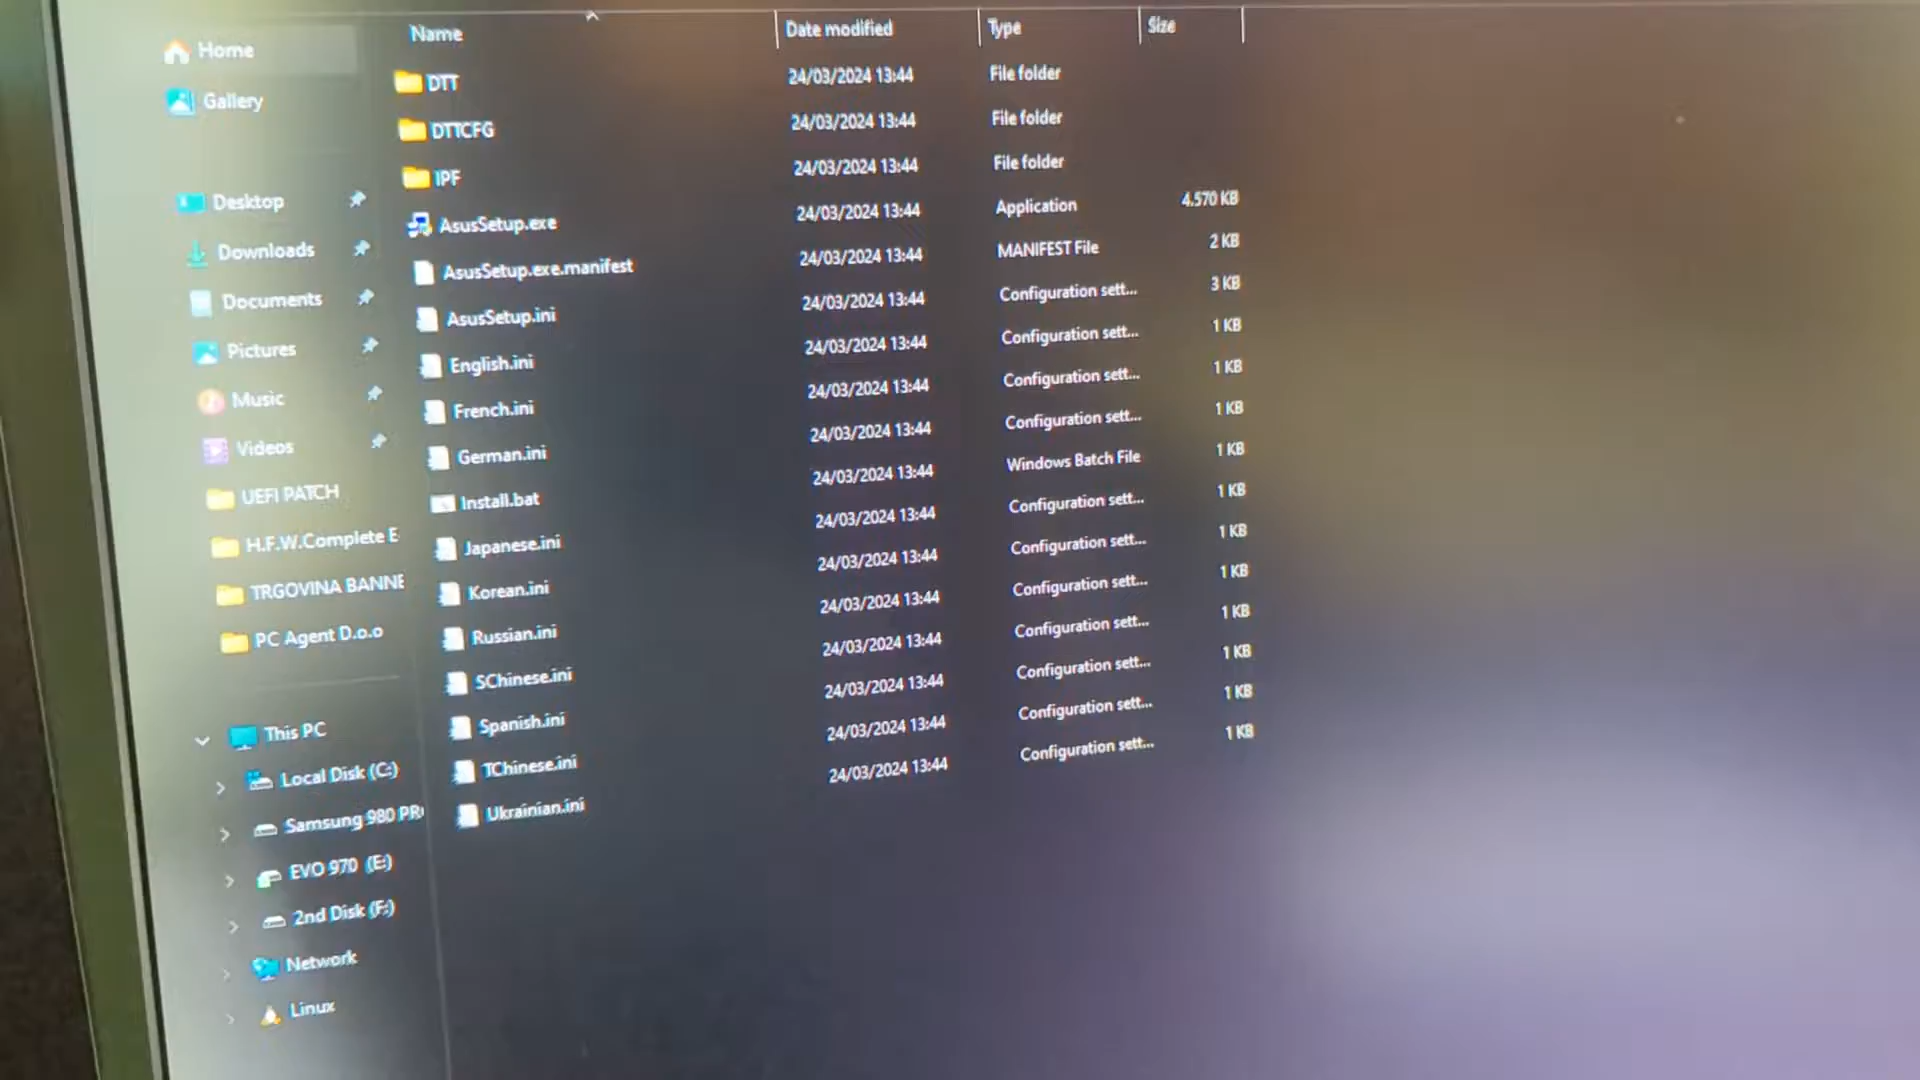 Name Date modified Type Size
Home
Gallery
Desktop
Downloads
Documents
Pictures
Music
Videos
UEFI PATCH
H.F.W.Complete E
TRGOVINA BANNE
PC Agent D.o.o
This PC
Local Disk (C:)
Samsung 980 PR
EVO 970 (E:)
2nd Disk (F:)
Network
Linux
DTT 24/03/2024 13:44 File folder
DTTCFG 24/03/2024 13:44 File folder
IPF 24/03/2024 13:44 File folder
AsusSetup.exe 24/03/2024 13:44 Application 4.570 KB
AsusSetup.exe.manifest 24/03/2024 13:44 MANIFEST File 2 KB
AsusSetup.ini 24/03/2024 13:44 Configuration sett... 3 KB
English.ini 24/03/2024 13:44 Configuration sett... 1 KB
French.ini 24/03/2024 13:44 Configuration sett... 1 KB
German.ini 24/03/2024 13:44 Configuration sett... 1 KB
Install.bat 24/03/2024 13:44 Windows Batch File 1 KB
Japanese.ini 24/03/2024 13:44 Configuration sett... 1 KB
Korean.ini 24/03/2024 13:44 Configuration sett... 1 KB
Russian.ini 24/03/2024 13:44 Configuration sett... 1 KB
SChinese.ini 24/03/2024 13:44 Configuration sett... 1 KB
Spanish.ini 24/03/2024 13:44 Configuration sett... 1 KB
TChinese.ini 24/03/2024 13:44 Configuration sett... 1 KB
Ukrainian.ini 24/03/2024 13:44 Configuration sett... 1 KB